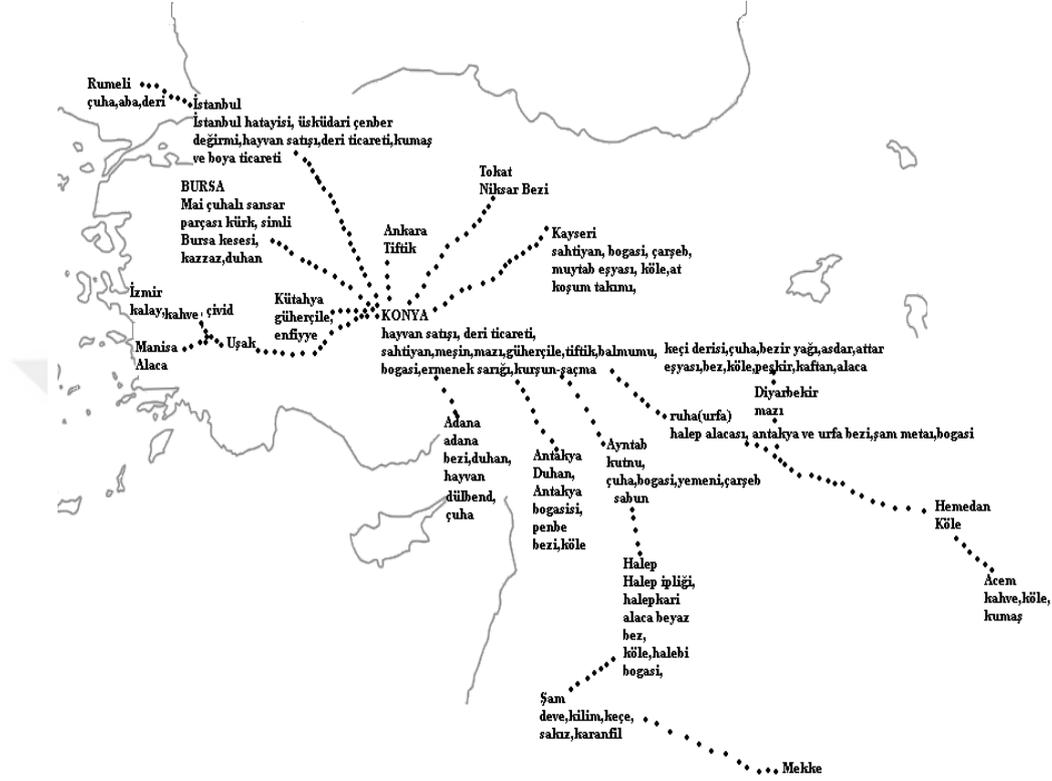 Rumeli
çuha,aba,deri
İstanbul
İstanbul hatayisi, üsküdari çenber
değirmi,hayvan satışı,deri ticareti,kumaş
ve boya ticareti
BURSA
Mai çuhalı sansar
parçası kürk, simli
Bursa kesesi,
kazzaz,duhan
Tokat
Niksar Bezi
Ankara
Tiftik
Kayseri
sahtiyan, bogasi, çarşeb,
muytab eşyası, köle,at
koşum takımı,
İzmir
kalay,kahve, çivid
Manisa
Alaca
Uşak
Kütahya
güherçile,
enfiyye
KONYA
hayvan satışı, deri ticareti,
sahtiyan,meşin,mazı,güherçile,tiftik,balmumu,
bogasi,ermenek sarığı,kurşun-saçma
keçi derisi,çuha,bezir yağı,asdar,attar
eşyası,bez,köle,peşkir,kaftan,alaca
Diyarbekir
mazı
ruha(urfa)
halep alacası, antakya ve urfa bezi,şam metaı,bogasi
Adana
adana
bezi,duhan,
hayvan
dülbend,
çuha
Antakya
Duhan,
Antakya
bogasisi,
penbe
bezi,köle
Ayntab
kutnu,
çuha,bogasi,yemeni,çarşeb
sabun
Halep
Halep ipliği,
halepkari
alaca beyaz
bez,
köle,halebi
bogasi,
Şam
deve,kilim,keçe,
sakız,karanfil
Mekke
Hemedan
Köle
Acem
kahve,köle,
kumaş